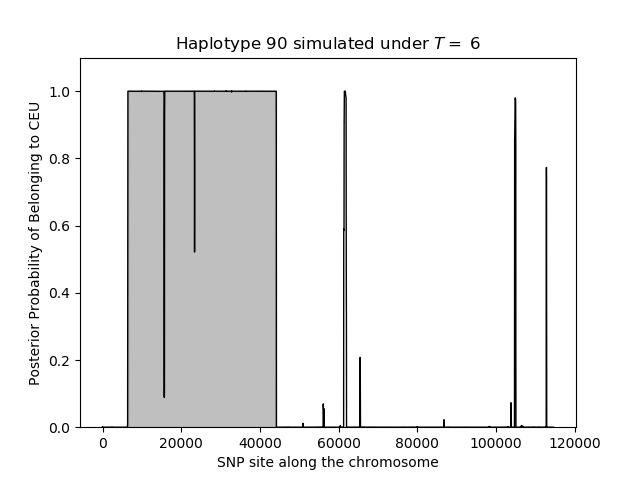 Haplotype 90 simulated under T = 6
Posterior Probability of Belonging to CEU
1.0
0.8
0.6
0.4
0.2
0.0
0 20000 40000 60000 80000 100000 120000
SNP site along the chromosome